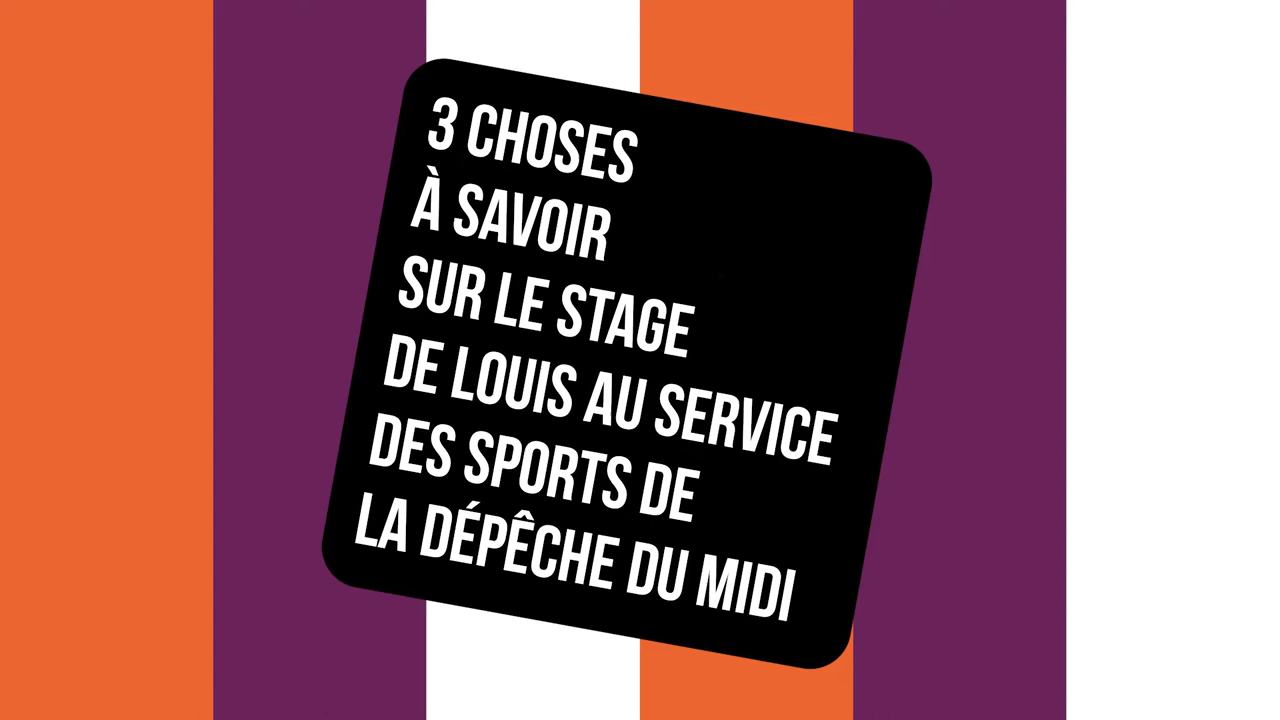 3 CHOSES
À SAVOIR
SUR LE STAGE
DE LOUIS AU SERVICE
DES SPORTS DE
LA DÉPÊCHE DU MIDI